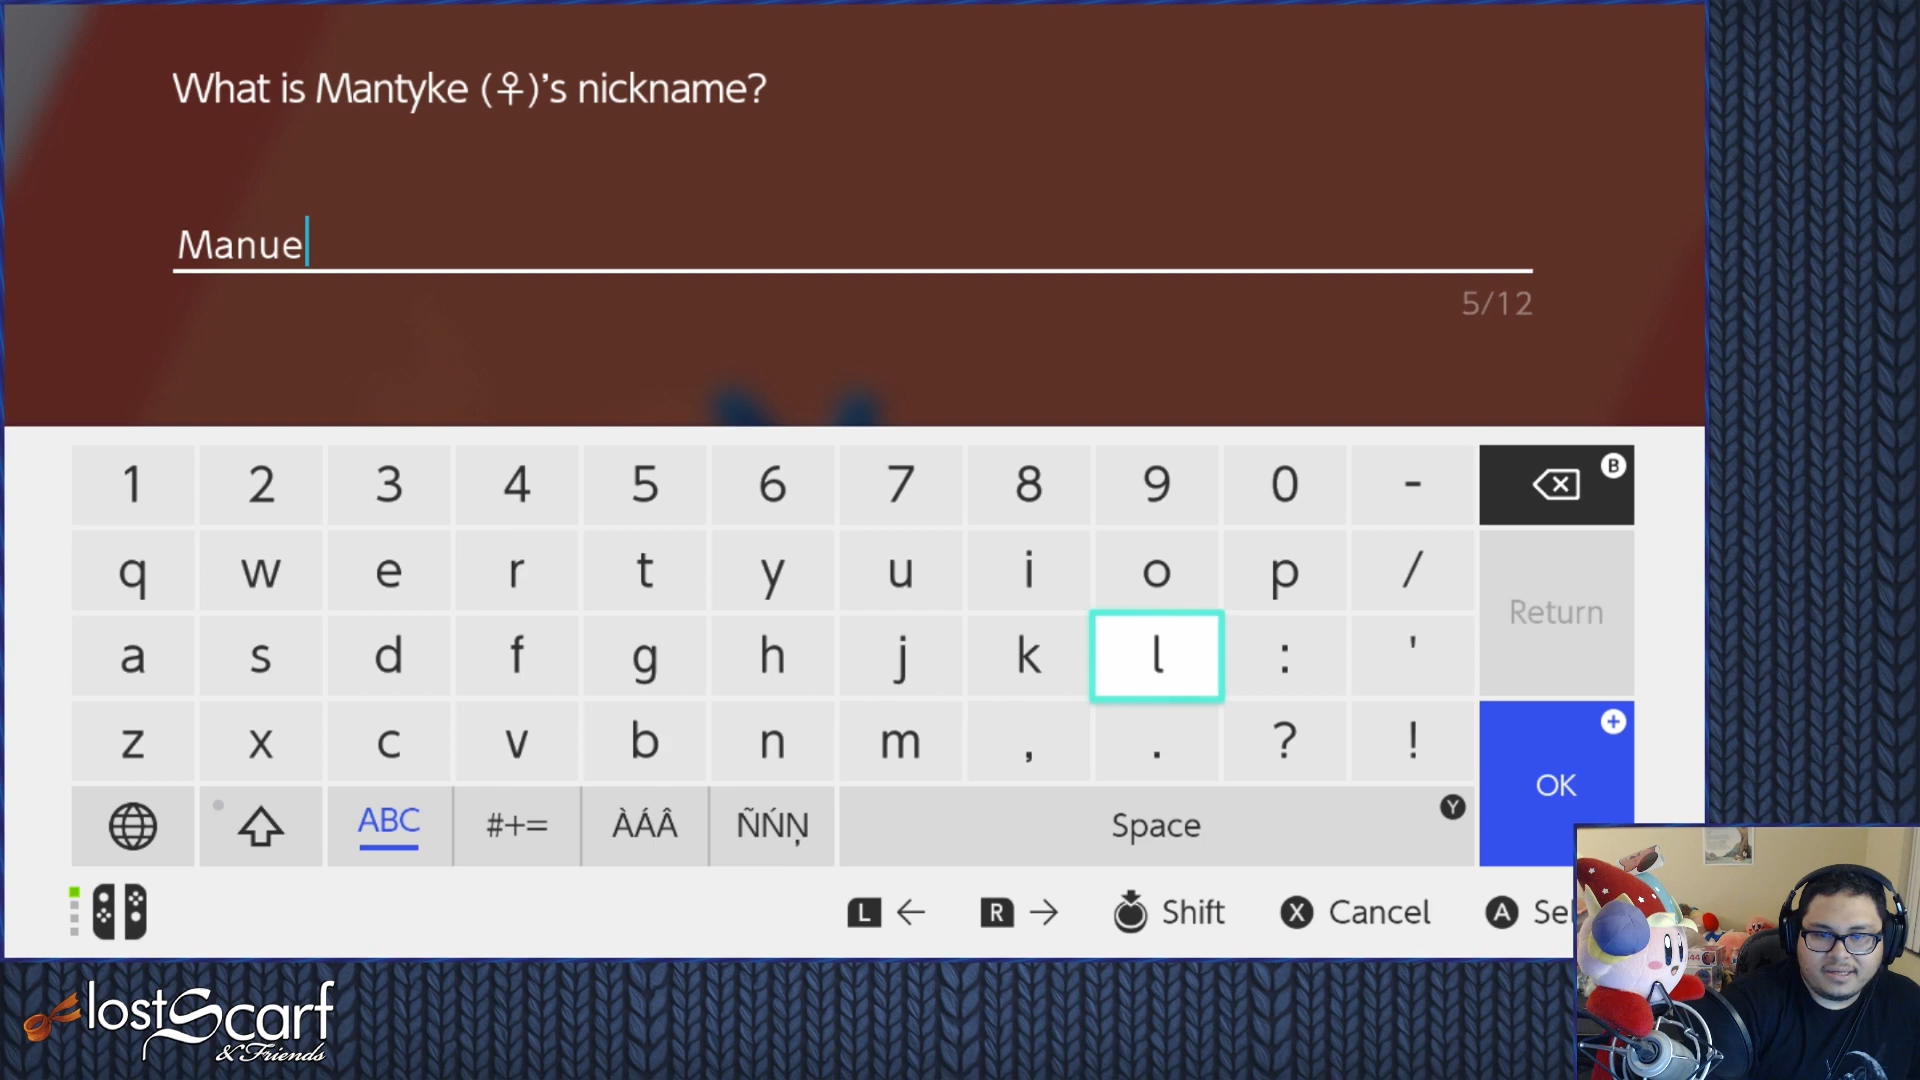 What is Mantyke (♀)'s nickname?
Manue
5/12
1 2 3 4 5 6 7 8 9 0 - B
q w e r t y u i o p /
Return
a s d f g h j k l : '
z x c v b n m , . ? ! +
OK
ABC #+= ÀÁÂ ÑŃŅ Space Y
L ← R → Shift X Cancel A Se
lostScarf
& Friends